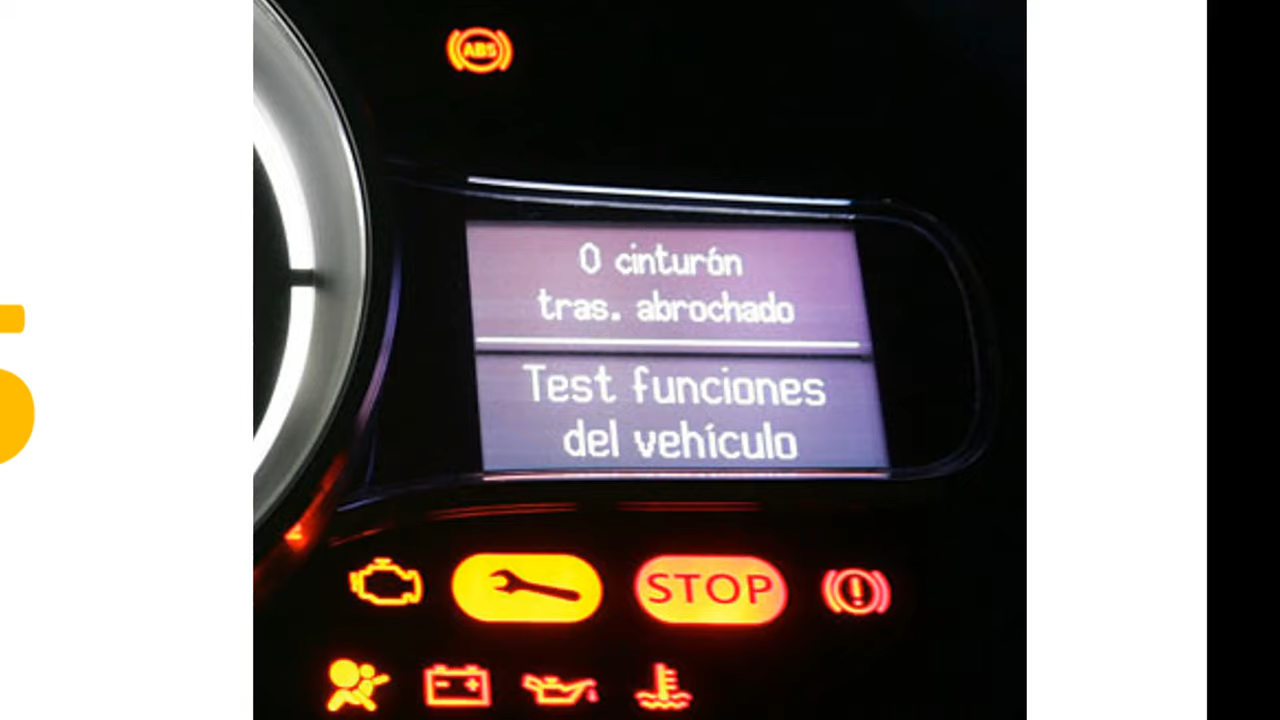 ABS
0 cinturón
tras. abrochado
Test funciones
del vehículo
STOP